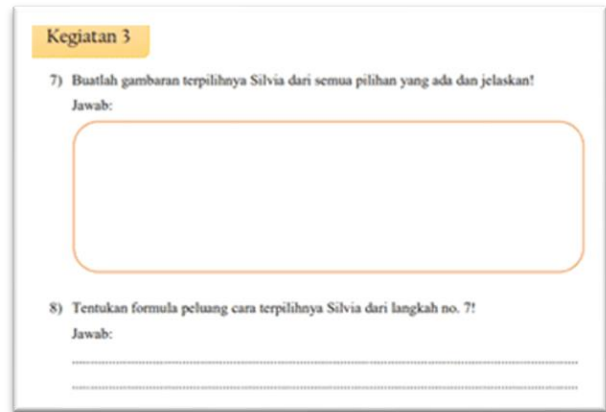 Kegiatan 3
7) Buatlah gambaran terpilihnya Silvia dari semua pilihan yang ada dan jelaskan!
Jawab:
8) Tentukan formula peluang cara terpilihnya Silvia dari langkah no. 7!
Jawab: